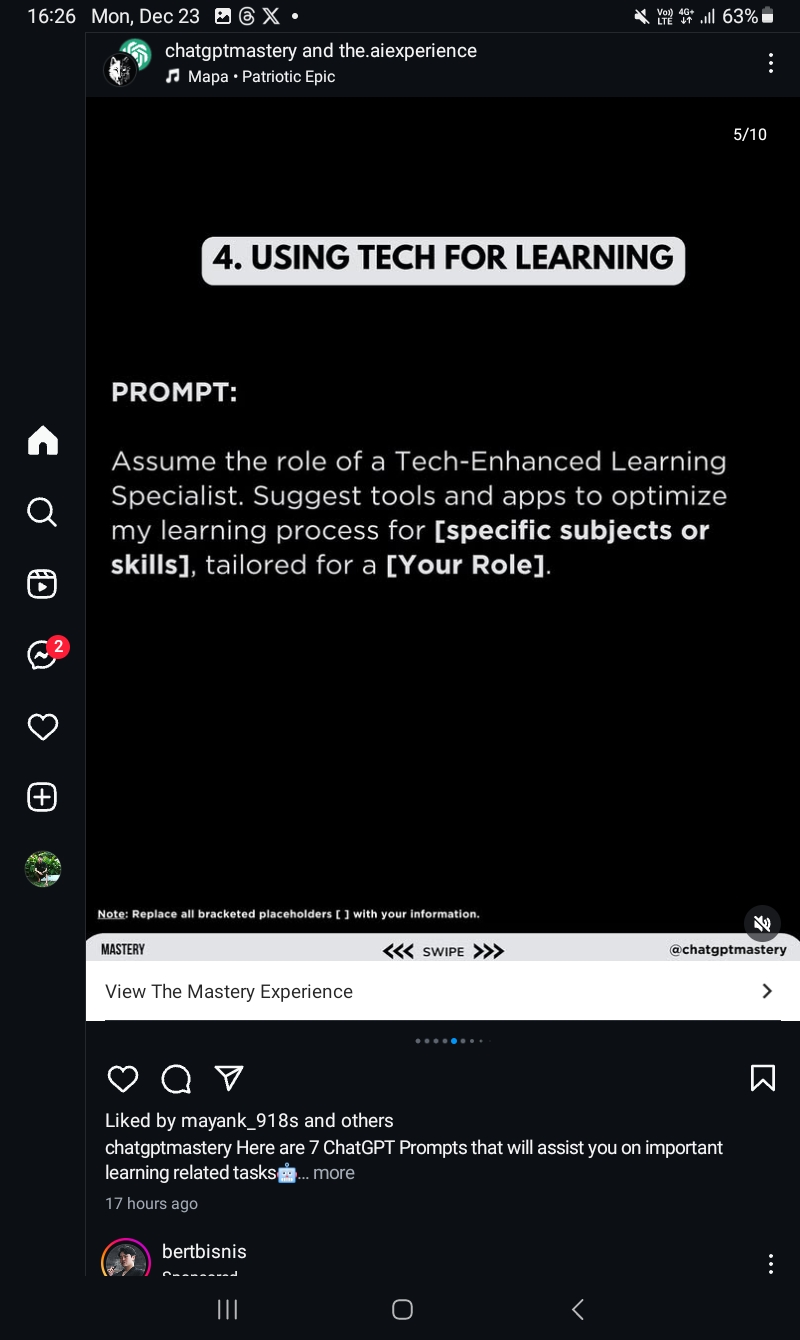 16:26 Mon, Dec 23
Vo)) LTE 4G+ 63%
chatgptmastery and the.aiexperience
Mapa • Patriotic Epic
5/10
4. USING TECH FOR LEARNING
PROMPT:
Assume the role of a Tech-Enhanced Learning
Specialist. Suggest tools and apps to optimize
my learning process for [specific subjects or
skills], tailored for a [Your Role].
2
Note: Replace all bracketed placeholders [ ] with your information.
MASTERY <<< SWIPE >>> @chatgptmastery
View The Mastery Experience
Liked by mayank_918s and others
chatgptmastery Here are 7 ChatGPT Prompts that will assist you on important
learning related tasks🤖... more
17 hours ago
bertbisnis
Sponsored